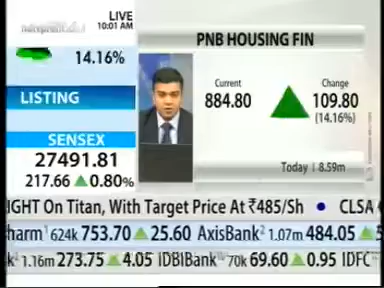 LIVE
10:01 AM
14.16%
LISTING
SENSEX
27491.81
217.66 ▲ 0.80%
PNB HOUSING FIN
Current
884.80
Change
109.80
(14.16%)
Today | 8.59m
IGHT On Titan, With Target Price At ₹485/Sh • CLSA
harm 624k 753.70 ▲ 25.60 AxisBank² 1.07m 484.05 ▲
k² 1.16m 273.75 ▲ 4.05 IDBIBank 70k 69.60 ▲ 0.95 IDFC